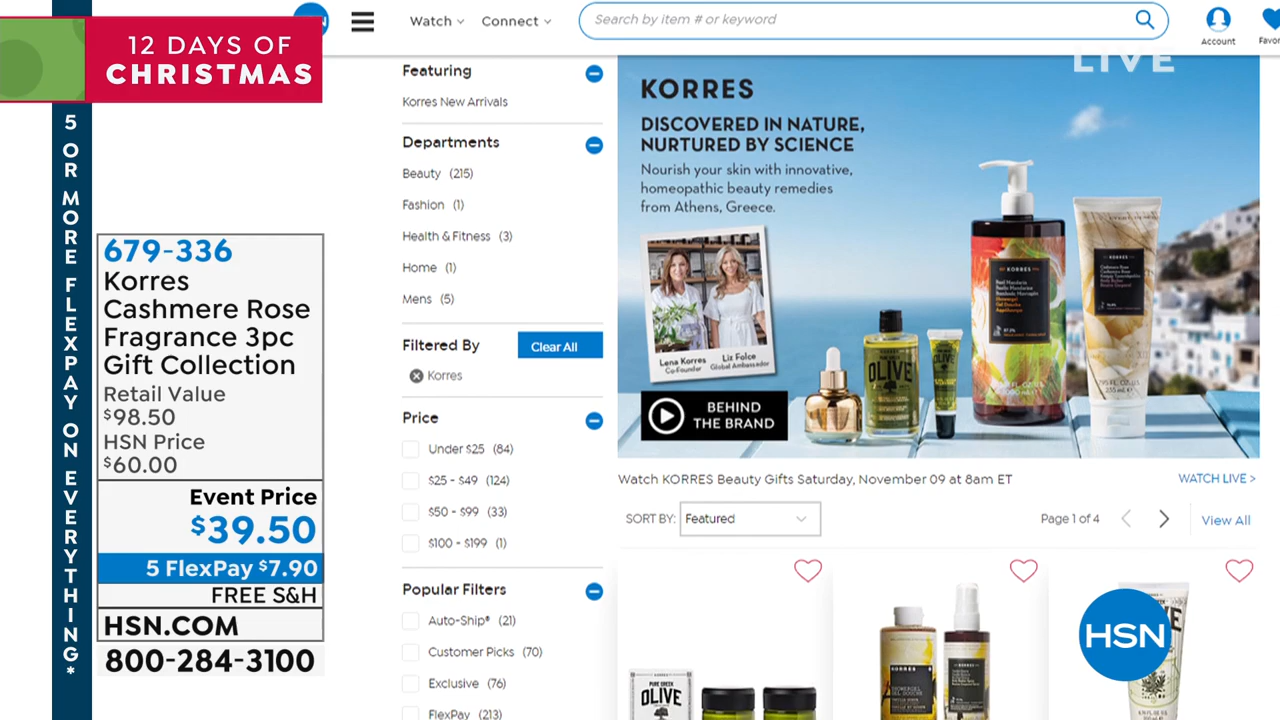 12 DAYS OF
CHRISTMAS
5 OR MORE FLEXPAY ON EVERYTHING*
679-336
Korres
Cashmere Rose
Fragrance 3pc
Gift Collection
Retail Value
$98.50
HSN Price
$60.00
Event Price
$39.50
5 FlexPay $7.90
FREE S&H
HSN.COM
800-284-3100
Watch
Connect
Search by item # or keyword
Account
LIVE
Featuring
Korres New Arrivals
Departments
Beauty (215)
Fashion (1)
Health & Fitness (3)
Home (1)
Mens (5)
Filtered By
Clear All
Korres
Price
Under $25 (84)
$25 - $49 (124)
$50 - $99 (33)
$100 - $199 (1)
Popular Filters
Auto-Ship® (21)
Customer Picks (70)
Exclusive (76)
FlexPay (213)
KORRES
DISCOVERED IN NATURE,
NURTURED BY SCIENCE
Nourish your skin with innovative,
homeopathic beauty remedies
from Athens, Greece.
Lena Korres
Co-Founder
Liz Folce
Global Ambassador
BEHIND
THE BRAND
OLIVE
KORRES
KORRES
Watch KORRES Beauty Gifts Saturday, November 09 at 8am ET
WATCH LIVE >
SORT BY:
Featured
Page 1 of 4
View All
PURE GREEK
OLIVE
KORRES
HSN